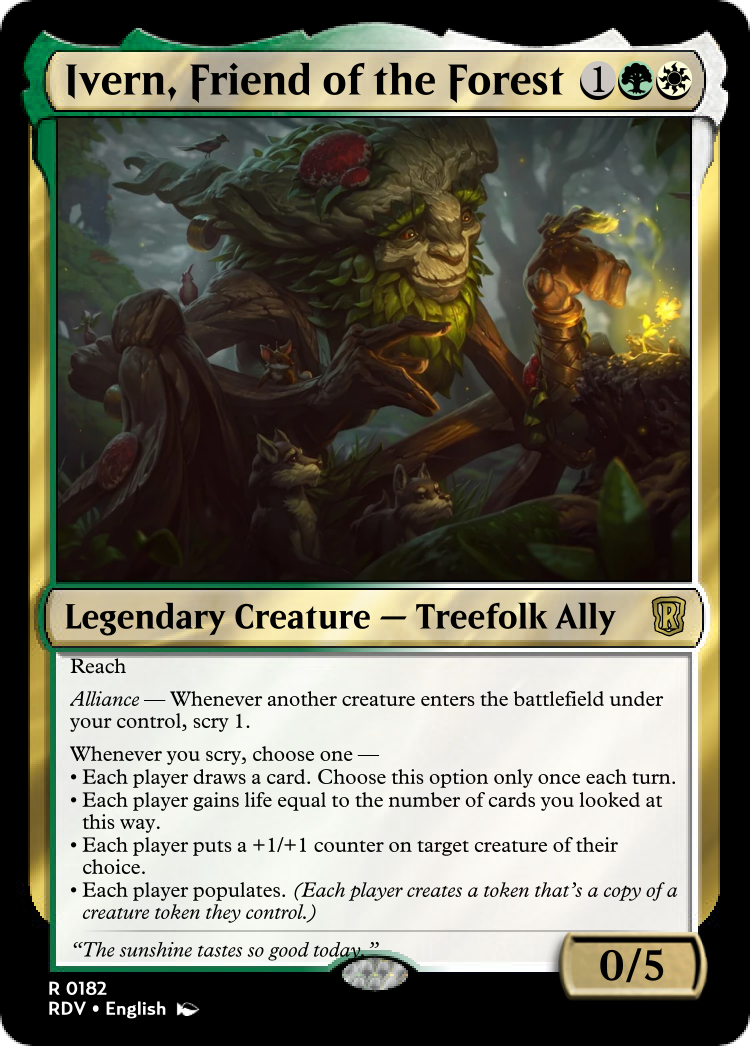 Ivern, Friend of the Forest 1
Legendary Creature — Treefolk Ally R
Reach
Alliance — Whenever another creature enters the battlefield under
your control, scry 1.
Whenever you scry, choose one —
• Each player draws a card. Choose this option only once each turn.
• Each player gains life equal to the number of cards you looked at
this way.
• Each player puts a +1/+1 counter on target creature of their
choice.
• Each player populates. (Each player creates a token that's a copy of a
creature token they control.)
“The sunshine tastes so good today.”
0/5
R 0182
RDV • English